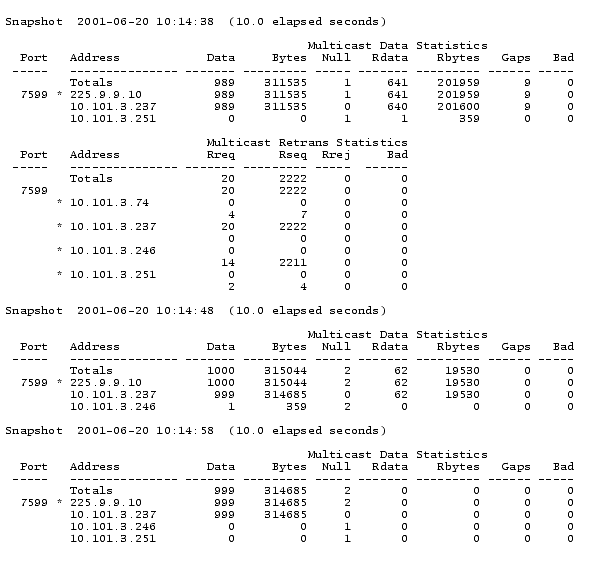 Snapshot  2001-06-20 10:14:38  (10.0 elapsed seconds)
Multicast Data Statistics
Port Address Data Bytes Null Rdata Rbytes Gaps Bad
----- --------------- ------ --------- ----- ------ --------- ----- -----
Totals 989 311535 1 641 201959 9 0
7599 * 225.9.9.10 989 311535 1 641 201959 9 0
10.101.3.237 989 311535 0 640 201600 9 0
10.101.3.251 0 0 1 1 359 0 0
Multicast Retrans Statistics
Port Address Rreq Rseq Rrej Bad
----- --------------- ------ --------- ----- ------
Totals 20 2222 0 0
7599 20 2222 0 0
* 10.101.3.74 0 0 0 0
4 7 0 0
* 10.101.3.237 20 2222 0 0
0 0 0 0
* 10.101.3.246 0 0 0 0
14 2211 0 0
* 10.101.3.251 0 0 0 0
2 4 0 0
Snapshot  2001-06-20 10:14:48  (10.0 elapsed seconds)
Multicast Data Statistics
Port Address Data Bytes Null Rdata Rbytes Gaps Bad
----- --------------- ------ --------- ----- ------ --------- ----- -----
Totals 1000 315044 2 62 19530 0 0
7599 * 225.9.9.10 1000 315044 2 62 19530 0 0
10.101.3.237 999 314685 0 62 19530 0 0
10.101.3.246 1 359 2 0 0 0 0
Snapshot  2001-06-20 10:14:58  (10.0 elapsed seconds)
Multicast Data Statistics
Port Address Data Bytes Null Rdata Rbytes Gaps Bad
----- --------------- ------ --------- ----- ------ --------- ----- -----
Totals 999 314685 2 0 0 0 0
7599 * 225.9.9.10 999 314685 2 0 0 0 0
10.101.3.237 999 314685 0 0 0 0 0
10.101.3.246 0 0 1 0 0 0 0
10.101.3.251 0 0 1 0 0 0 0